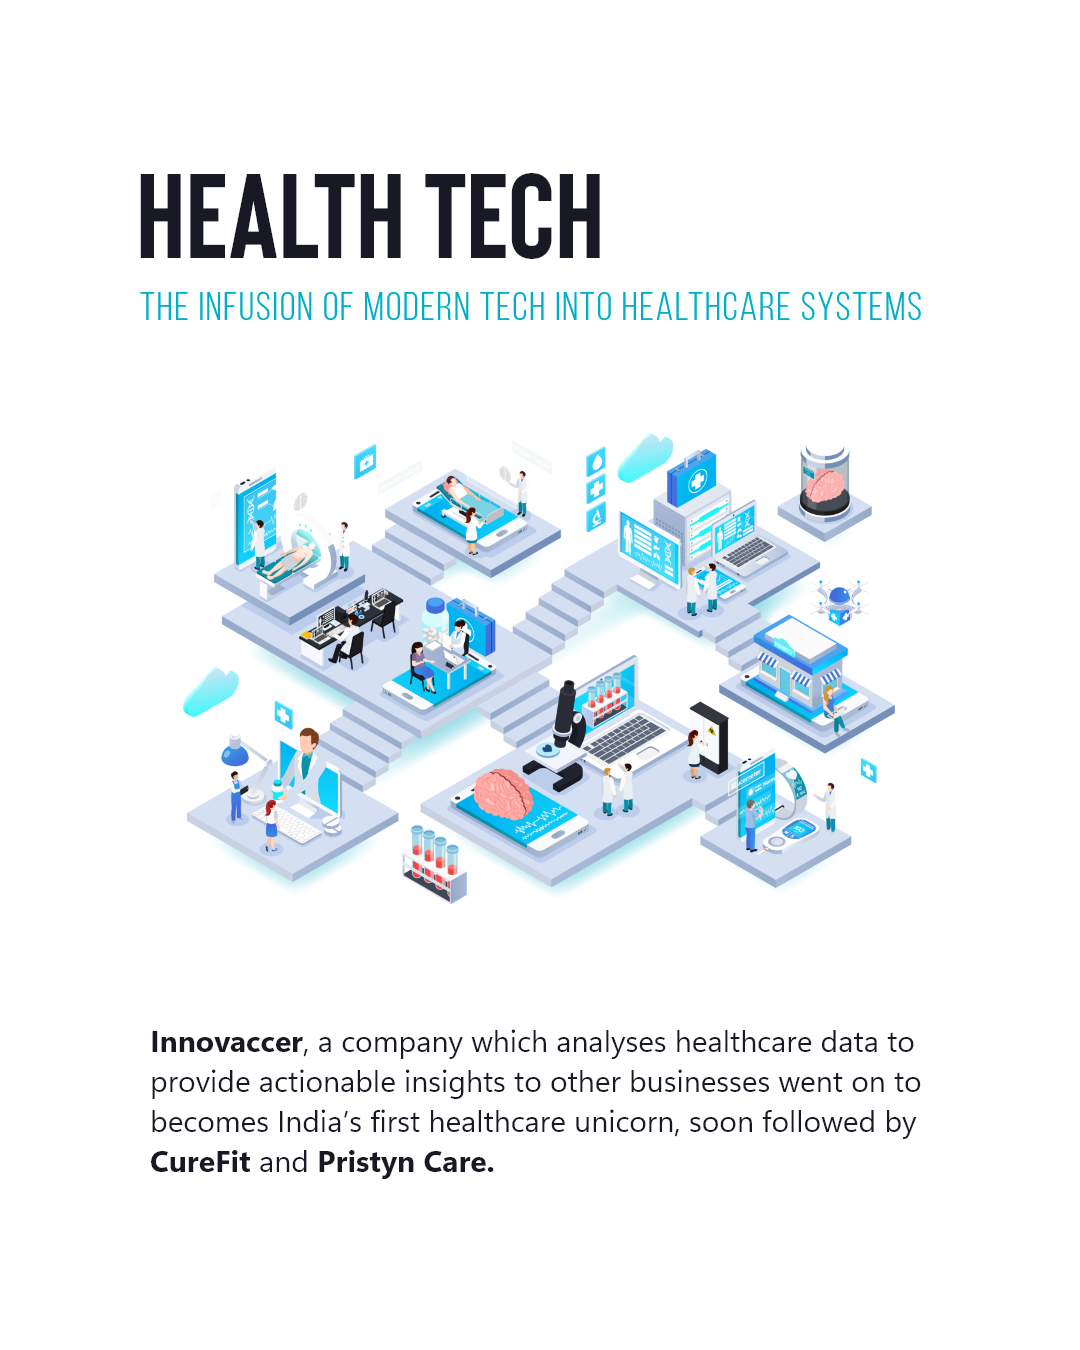 HEALTH TECH
THE INFUSION OF MODERN TECH INTO HEALTHCARE SYSTEMS
Innovaccer, a company which analyses healthcare data to
provide actionable insights to other businesses went on to
becomes India's first healthcare unicorn, soon followed by
CureFit and Pristyn Care.